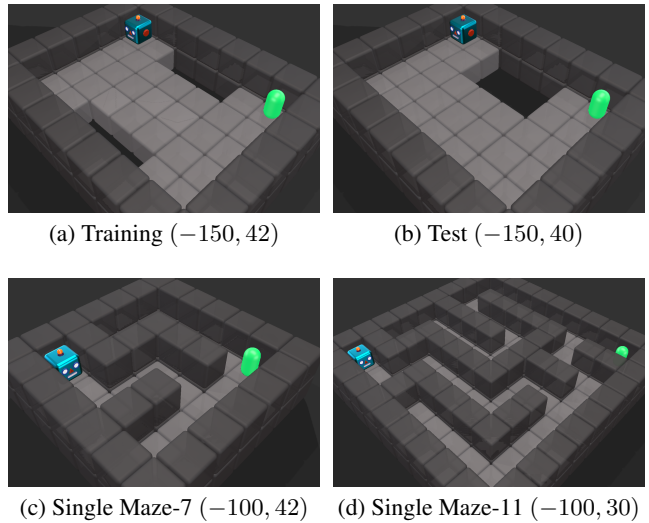 (a) Training (−150, 42)
(b) Test (−150, 40)
(c) Single Maze-7 (−100, 42)
(d) Single Maze-11 (−100, 30)